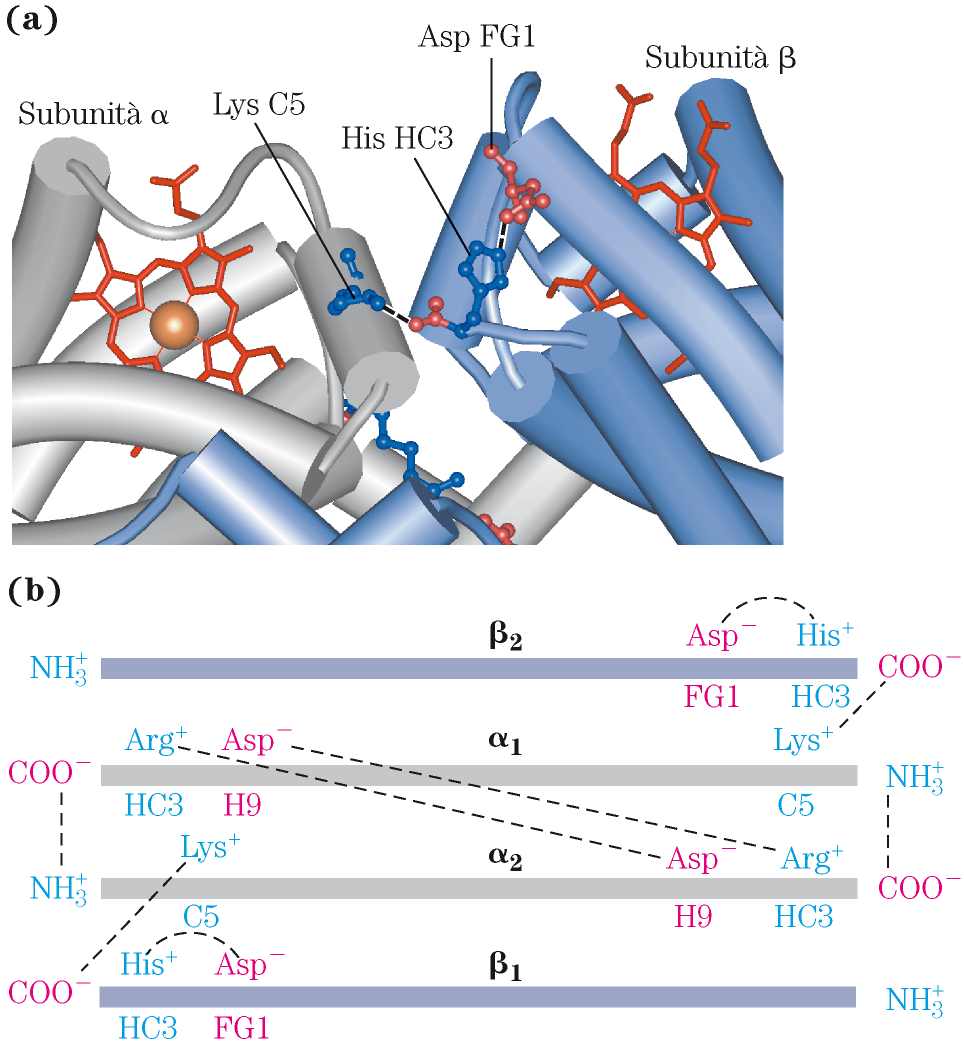 (a)
Asp FG1
Subunità β
Subunità α
Lys C5
His HC3
(b)
β₂
Asp⁻ His⁺
NH₃⁺ COO⁻
FG1 HC3
Arg⁺ Asp⁻ α₁ Lys⁺
COO⁻ NH₃⁺
HC3 H9 C5
Lys⁺ α₂ Asp⁻ Arg⁺
NH₃⁺ COO⁻
C5 H9 HC3
His⁺ Asp⁻ β₁
COO⁻ NH₃⁺
HC3 FG1